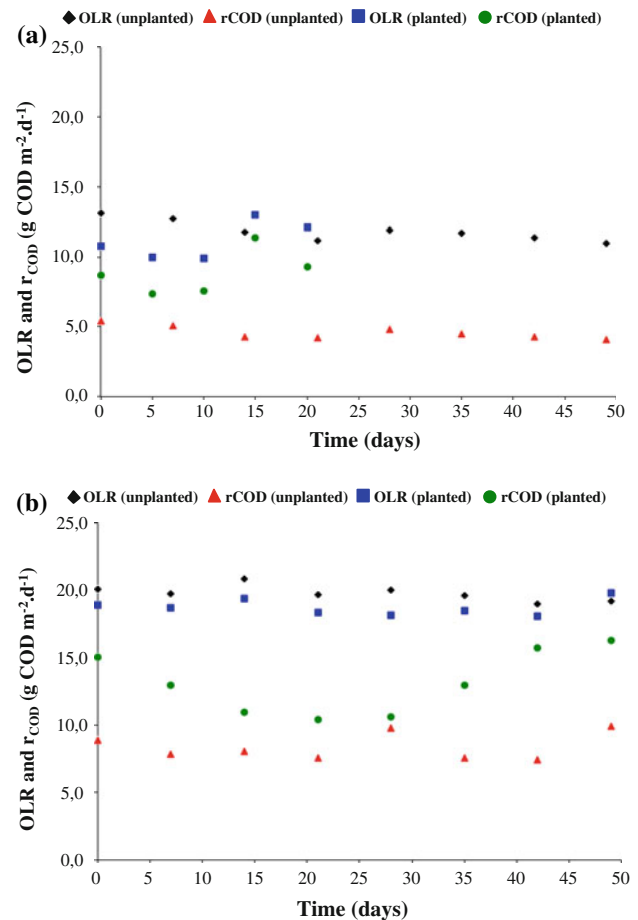 (a)
◆ OLR (unplanted) ▲ rCOD (unplanted) ■ OLR (planted) ● rCOD (planted)
OLR and r_COD (g COD m⁻².d⁻¹)
25,0
20,0
15,0
10,0
5,0
0,0
0 5 10 15 20 25 30 35 40 45 50
Time (days)
(b)
◆ OLR (unplanted) ▲ rCOD (unplanted) ■ OLR (planted) ● rCOD (planted)
OLR and r_COD (g COD m⁻².d⁻¹)
25,0
20,0
15,0
10,0
5,0
0,0
0 5 10 15 20 25 30 35 40 45 50
Time (days)